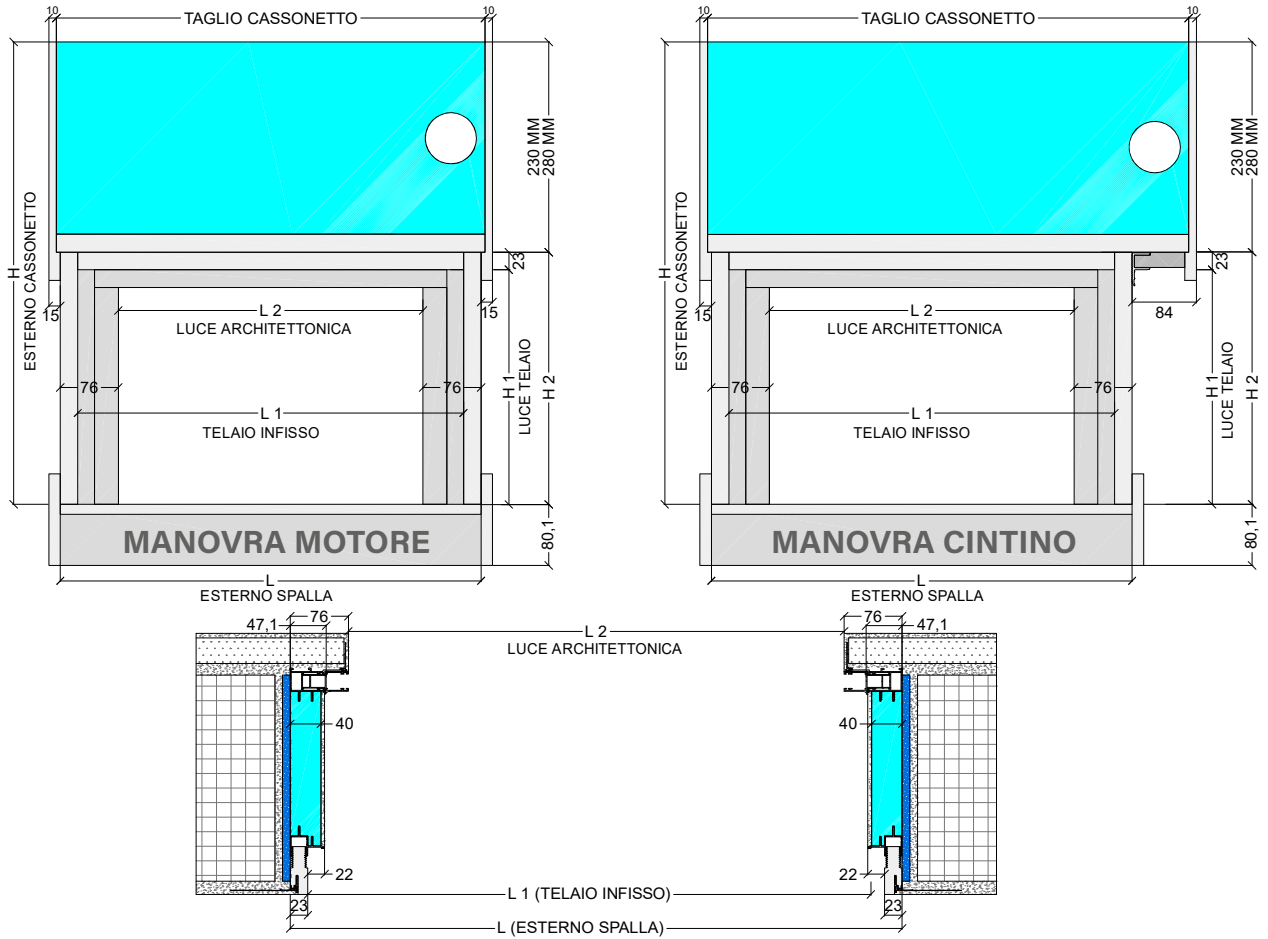 10
TAGLIO CASSONETTO
10
H
ESTERNO CASSONETTO
230 MM
280 MM
23
15
15
L 2
LUCE ARCHITETTONICA
76
76
L 1
TELAIO INFISSO
H 1
LUCE TELAIO
H 2
MANOVRA MOTORE
80,1
L
ESTERNO SPALLA
10
TAGLIO CASSONETTO
10
H
ESTERNO CASSONETTO
230 MM
280 MM
23
15
84
L 2
LUCE ARCHITETTONICA
76
76
L 1
TELAIO INFISSO
H 1
LUCE TELAIO
H 2
MANOVRA CINTINO
80,1
L
ESTERNO SPALLA
76
47,1
L 2
LUCE ARCHITETTONICA
76
47,1
40
40
22
22
L 1 (TELAIO INFISSO)
23
23
L (ESTERNO SPALLA)